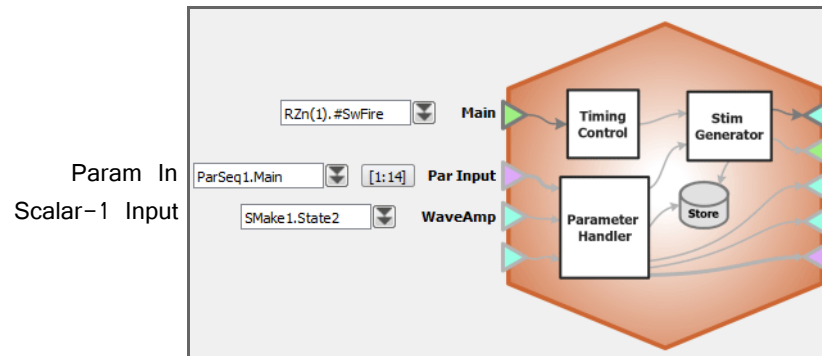 RZn(1).#SwFire Main
Timing Control
Stim Generator
Param In ParSeq1.Main [1:14] Par Input
Scalar-1 Input SMake1.State2 WaveAmp
Parameter Handler
Store